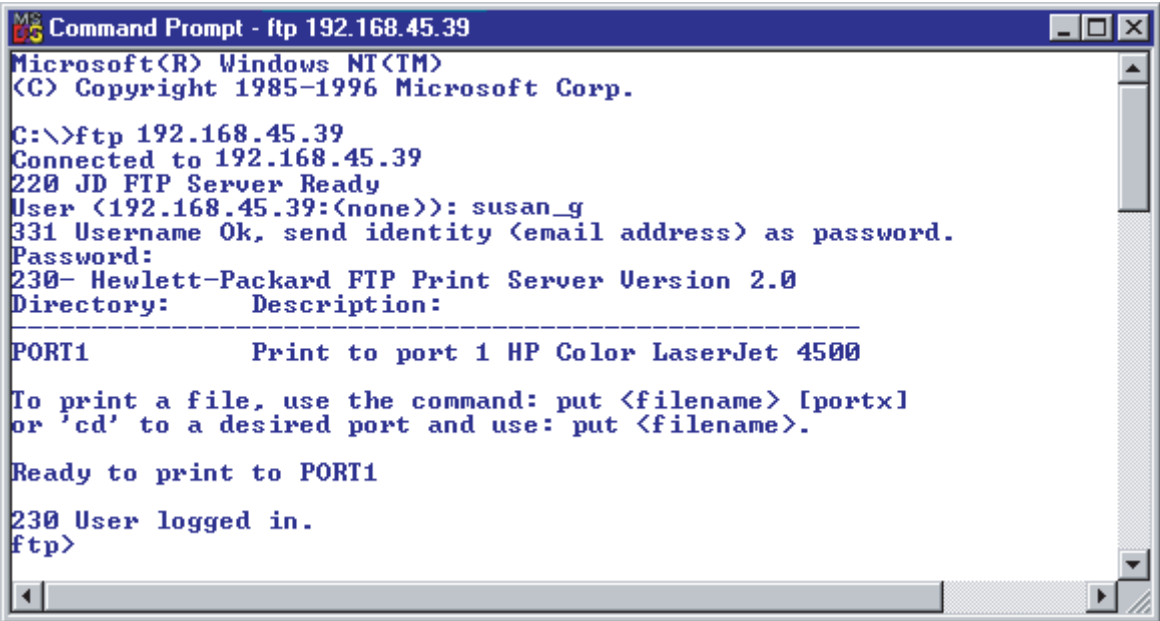 MS DOS Command Prompt - ftp 192.168.45.39
Microsoft(R) Windows NT(TM)
(C) Copyright 1985-1996 Microsoft Corp.
C:\>ftp 192.168.45.39
Connected to 192.168.45.39
220 JD FTP Server Ready
User (192.168.45.39:(none)): susan_g
331 Username Ok, send identity (email address) as password.
Password:
230- Hewlett-Packard FTP Print Server Version 2.0
Directory:     Description:
-----------------------------------------------------
PORT1          Print to port 1 HP Color LaserJet 4500
To print a file, use the command: put <filename> [portx]
or 'cd' to a desired port and use: put <filename>.
Ready to print to PORT1
230 User logged in.
ftp>